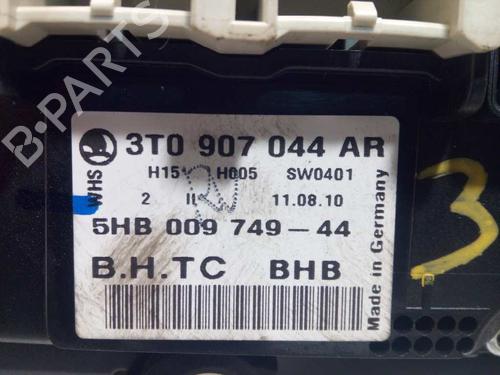 B-PARTS
WHS
3T0 907 044 AR
H15 H005 SW0401
2 11.08.10
5HB 009 749-44
B.H.TC BHB
Made in Germany
3